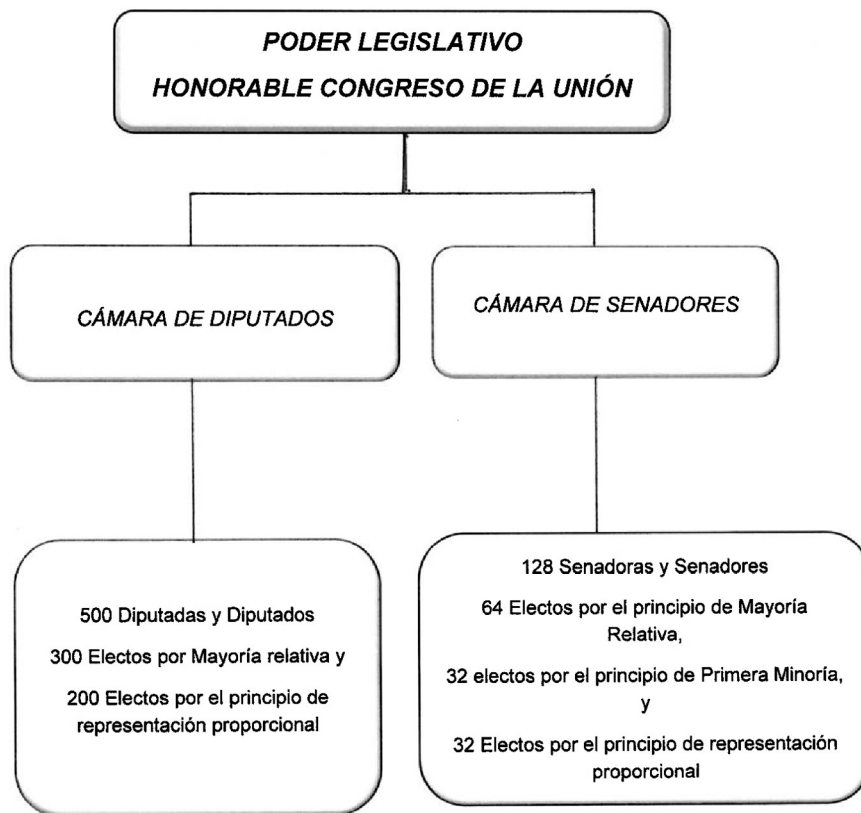 PODER LEGISLATIVO
HONORABLE CONGRESO DE LA UNIÓN
CÁMARA DE DIPUTADOS
CÁMARA DE SENADORES
500 Diputadas y Diputados
300 Electos por Mayoría relativa y
200 Electos por el principio de
representación proporcional
128 Senadoras y Senadores
64 Electos por el principio de Mayoría
Relativa,
32 electos por el principio de Primera Minoría,
y
32 Electos por el principio de representación
proporcional